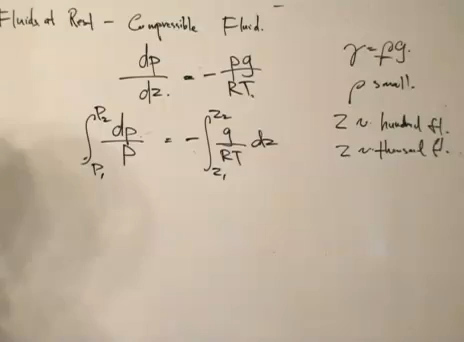 Fluids at Rest - Compressible Fluid.
dp/dz. = - pg/RT.
∫_{P₁}^{P₂} dp/p = - ∫_{Z₁}^{Z₂} g/RT dz
γ = ρg.
ρ small.
Z ~ hundred ft.
Z ~ thousand ft.